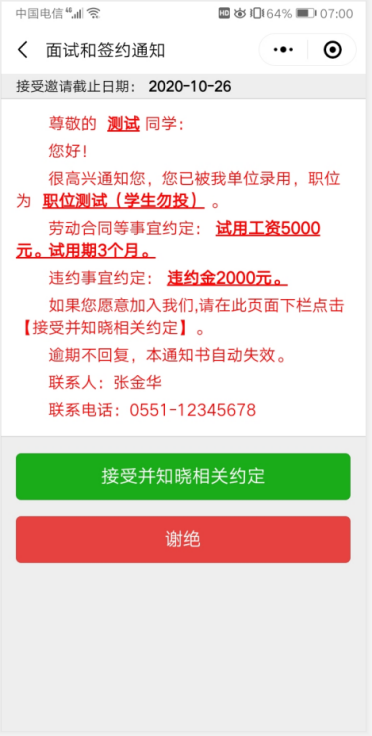 中国电信 4G HD 64% 07:00
面试和签约通知
接受邀请截止日期： 2020-10-26
尊敬的 测试 同学：
您好！
很高兴通知您，您已被我单位录用，职位
为 职位测试（学生勿投） 。
劳动合同等事宜约定： 试用工资5000
元。试用期3个月。
违约事宜约定： 违约金2000元。
如果您愿意加入我们,请在此页面下栏点击
【接受并知晓相关约定】。
逾期不回复，本通知书自动失效。
联系人：张金华
联系电话：0551-12345678
接受并知晓相关约定
谢绝